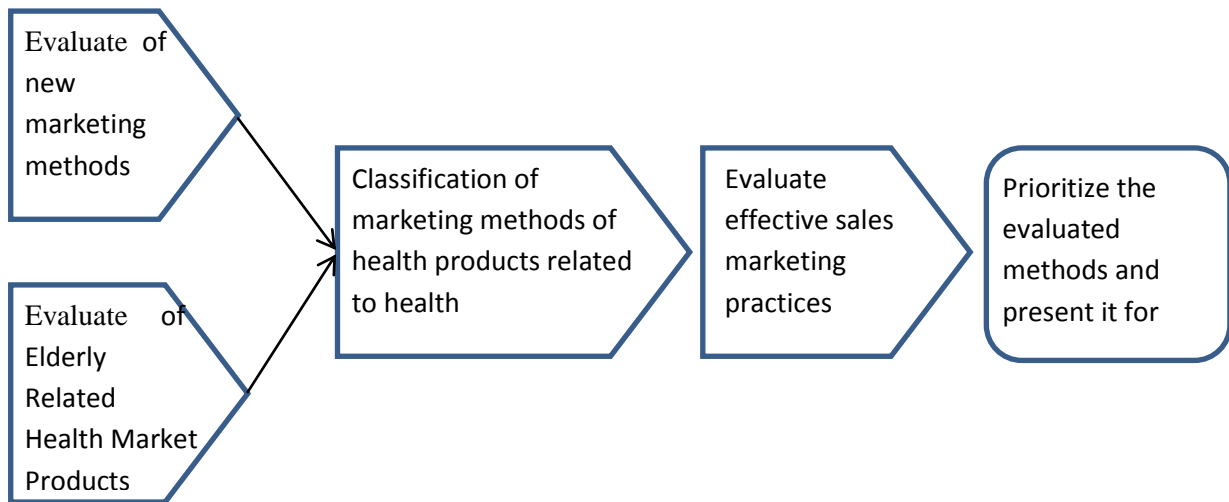 Evaluate of
new
marketing
methods
Evaluate of
Elderly
Related
Health Market
Products
Classification of
marketing methods of
health products related
to health
Evaluate
effective sales
marketing
practices
Prioritize the
evaluated
methods and
present it for